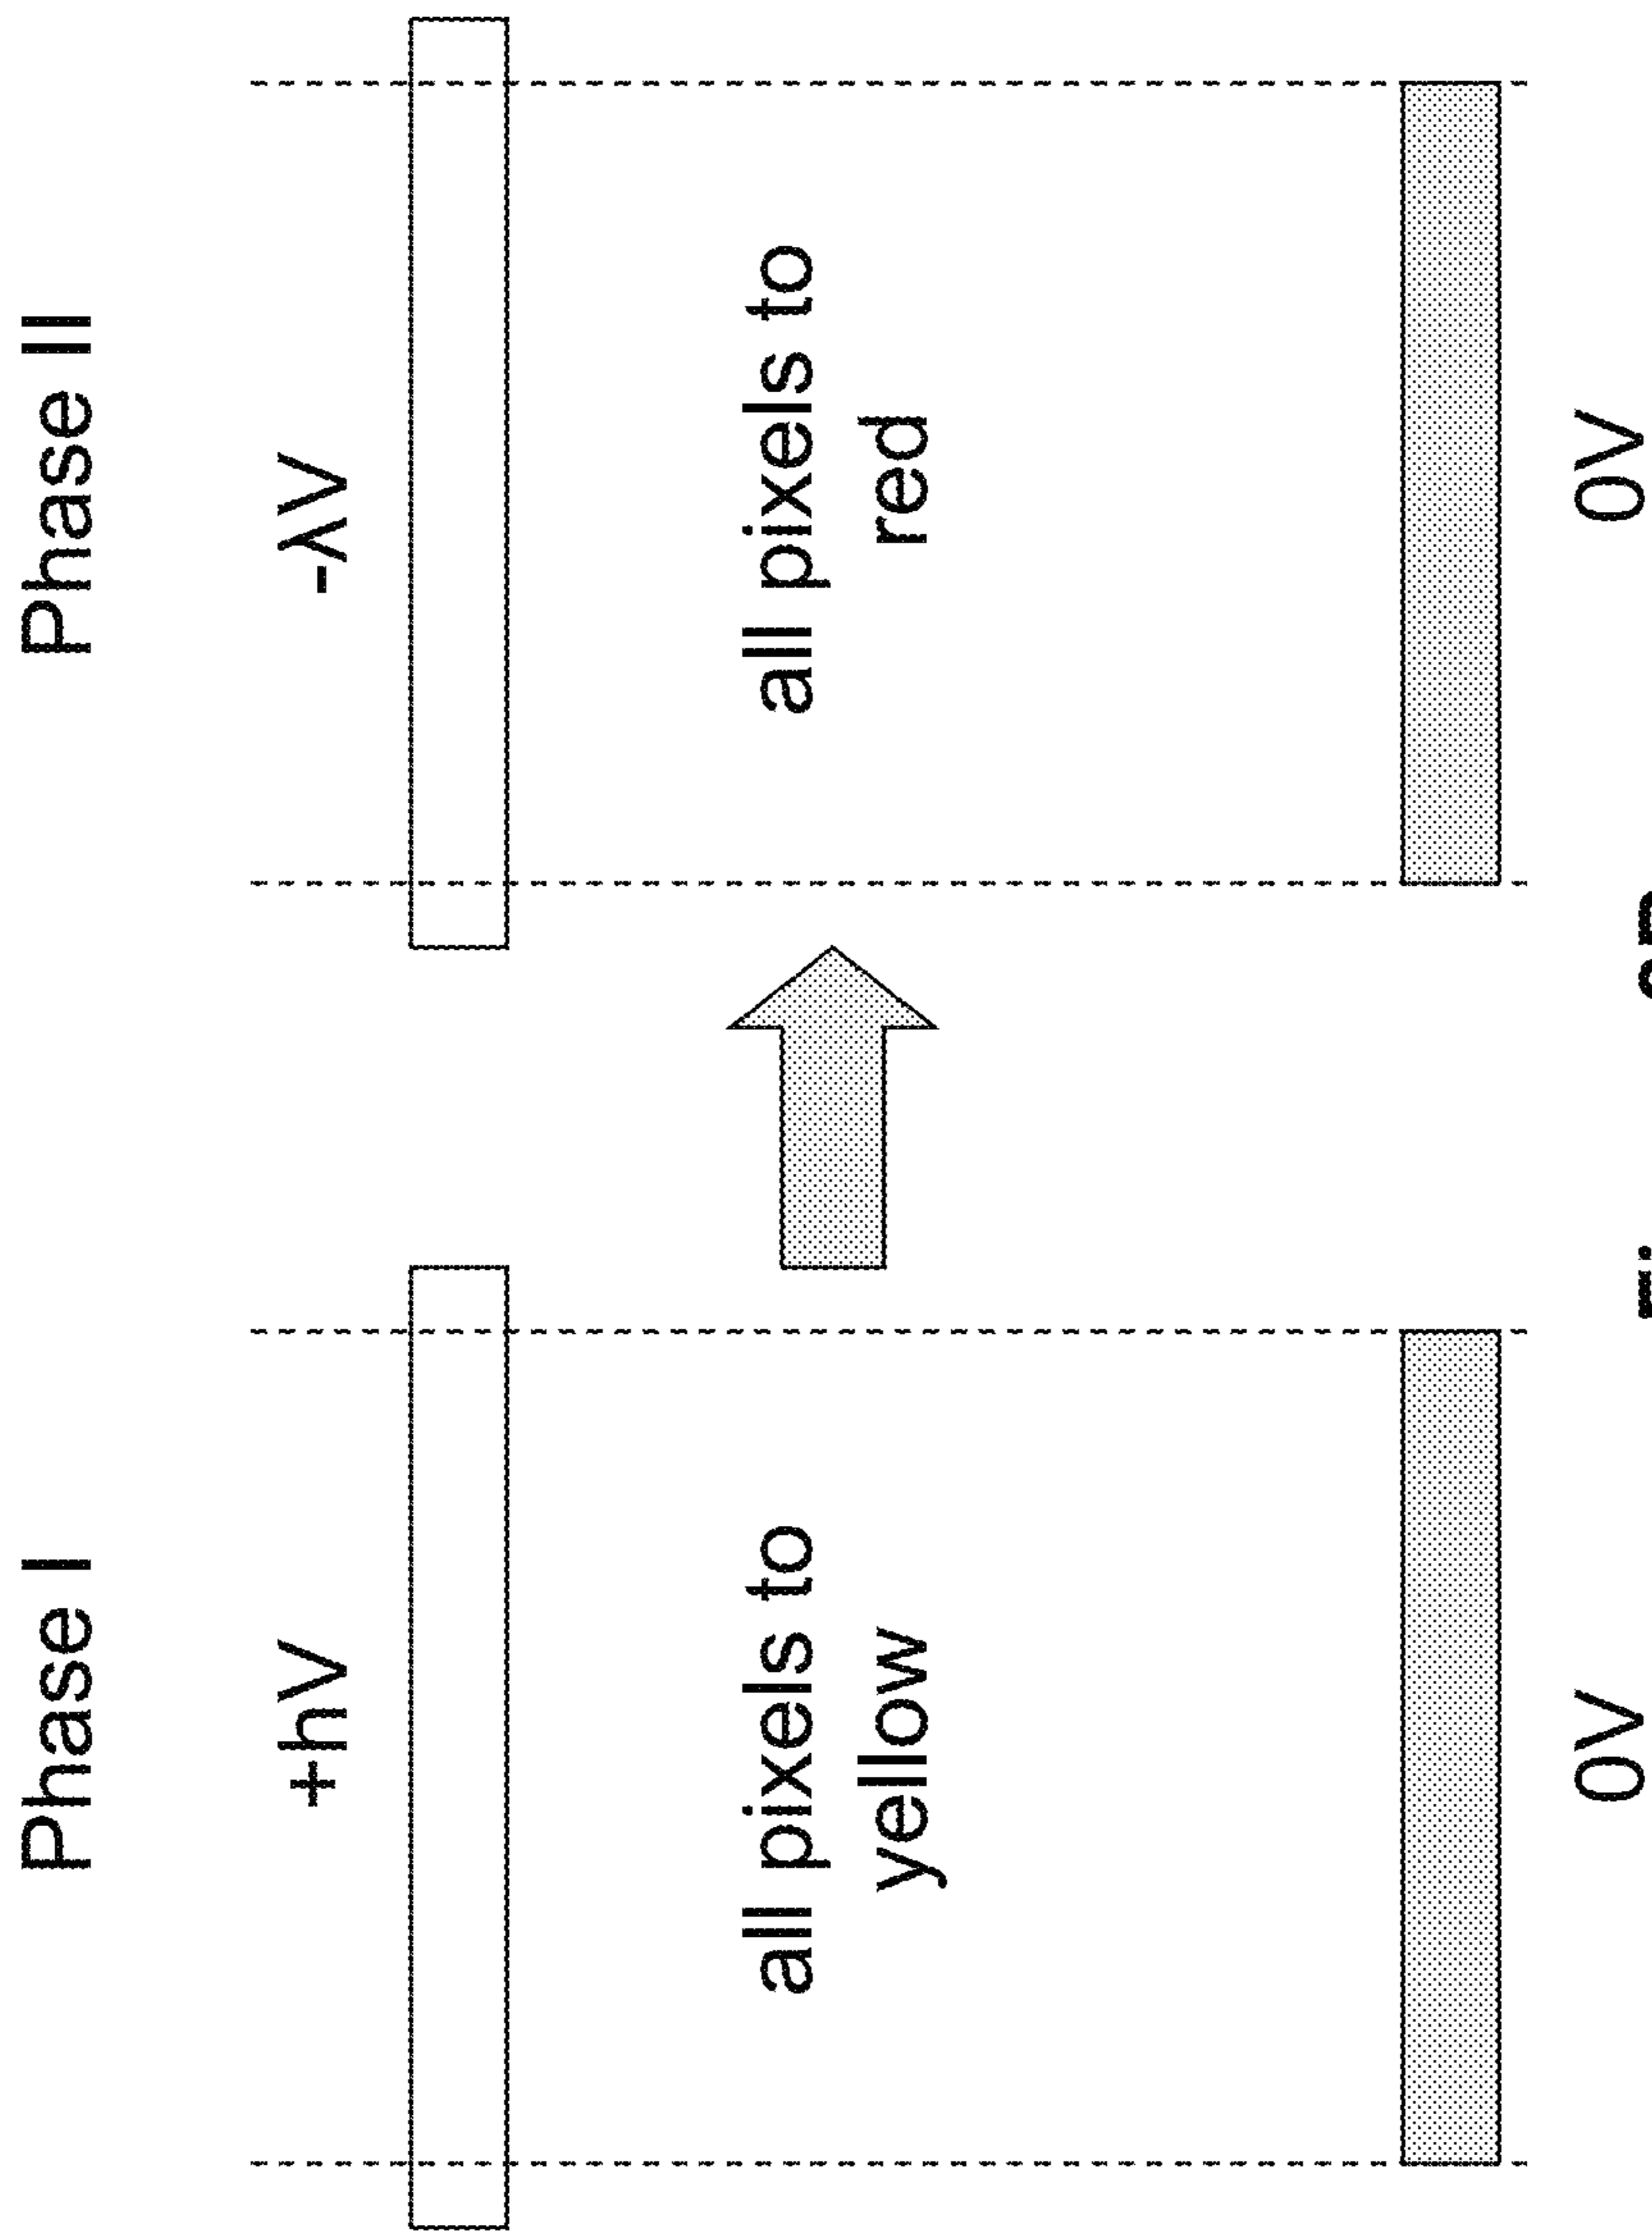 Phase I
+hV
all pixels to
yellow
0V
Phase II
-λV
all pixels to
red
0V